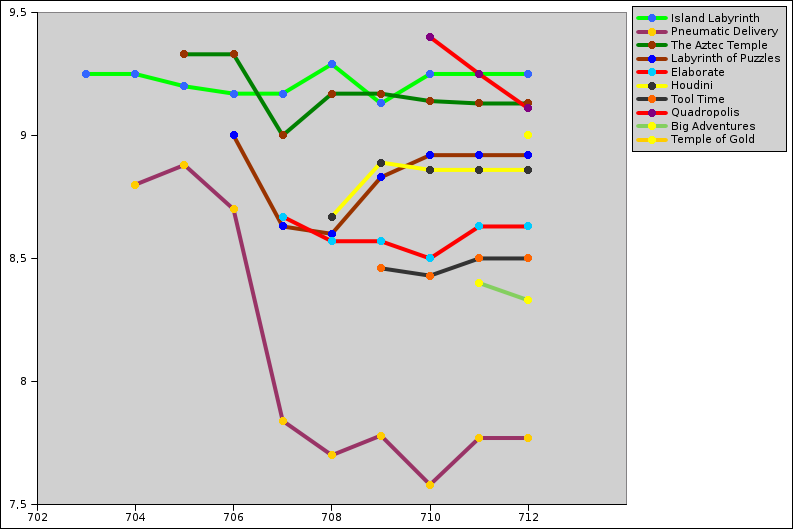 9,5
9
8,5
8
7,5
702
704
706
708
710
712
Island Labyrinth
Pneumatic Delivery
The Aztec Temple
Labyrinth of Puzzles
Elaborate
Houdini
Tool Time
Quadropolis
Big Adventures
Temple of Gold